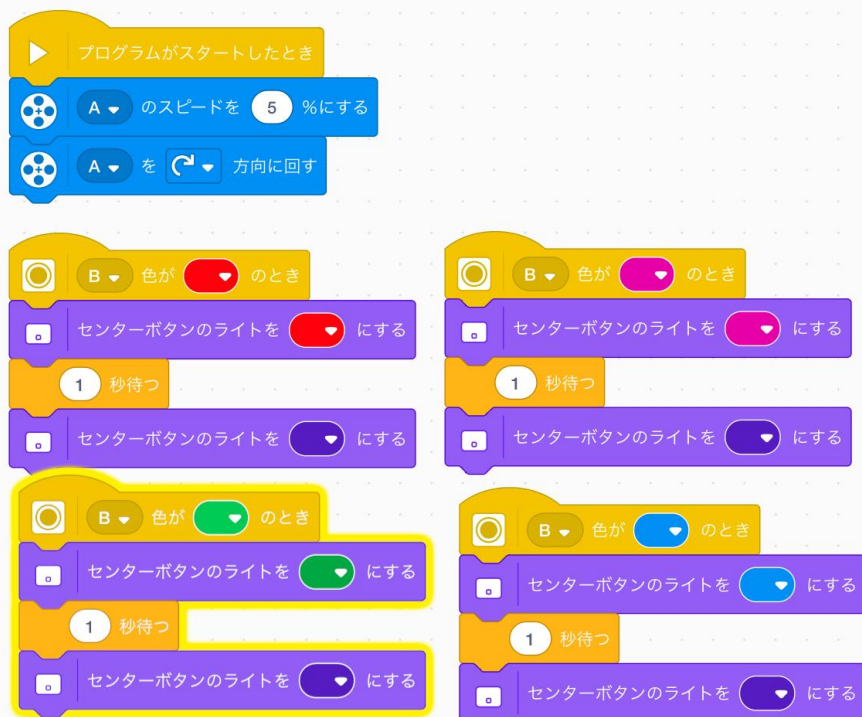 プログラムがスタートしたとき
A のスピードを 5 %にする
A を 方向に回す
B 色が のとき
センターボタンのライトを にする
1 秒待つ
センターボタンのライトを にする
B 色が のとき
センターボタンのライトを にする
1 秒待つ
センターボタンのライトを にする
B 色が のとき
センターボタンのライトを にする
1 秒待つ
センターボタンのライトを にする
B 色が のとき
センターボタンのライトを にする
1 秒待つ
センターボタンのライトを にする